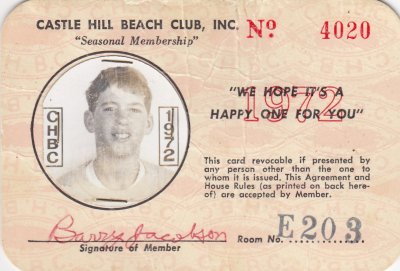 CASTLE HILL BEACH CLUB, INC.
"Seasonal Membership"
No. 4020
CHBC
1972
1972
"WE HOPE IT'S A
HAPPY ONE FOR YOU"
This card revocable if presented by
any person other than the one to
whom it is issued. This Agreement and
House Rules (as printed on back here-
of) are accepted by Member.
Barry Jacobson
Signature of Member
Room No. E203